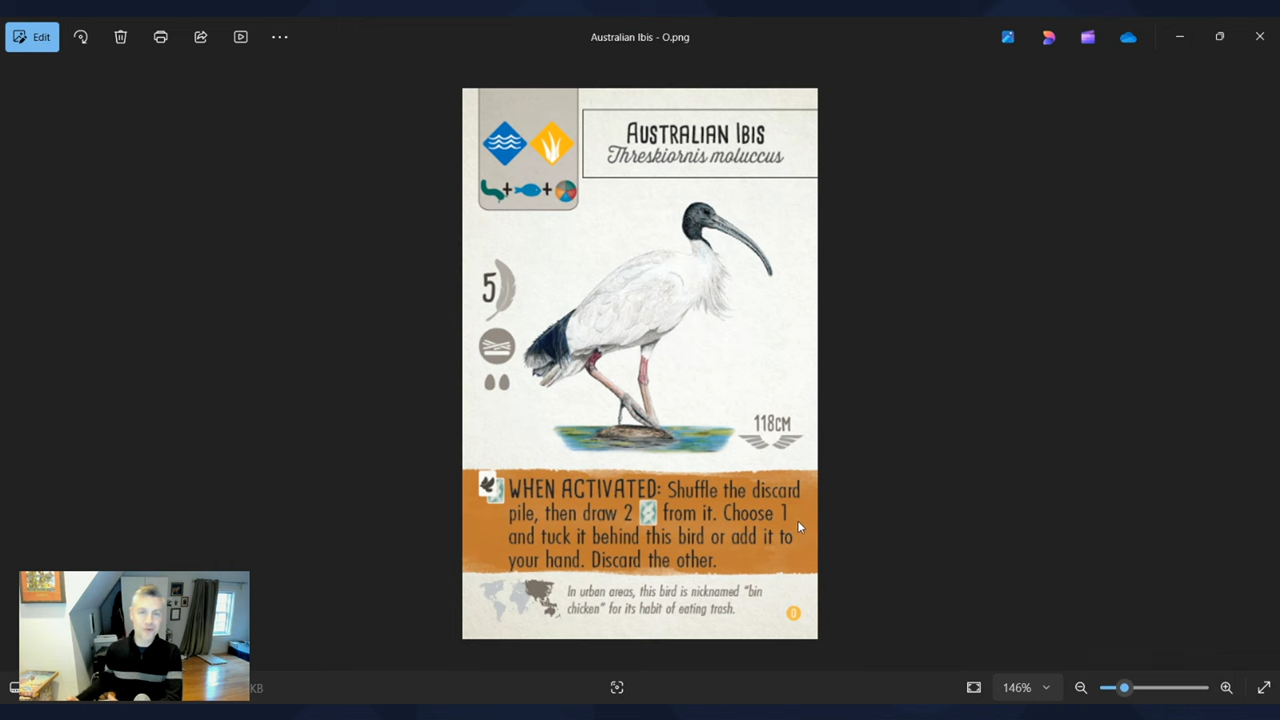 Edit
Australian Ibis - O.png
AUSTRALIAN IBIS
Threskiornis moluccus
+ +
5
118CM
WHEN ACTIVATED: Shuffle the discard
pile, then draw 2 from it. Choose 1
and tuck it behind this bird or add it to
your hand. Discard the other.
In urban areas, this bird is nicknamed “bin
chicken” for its habit of eating trash.
O
KB
146%